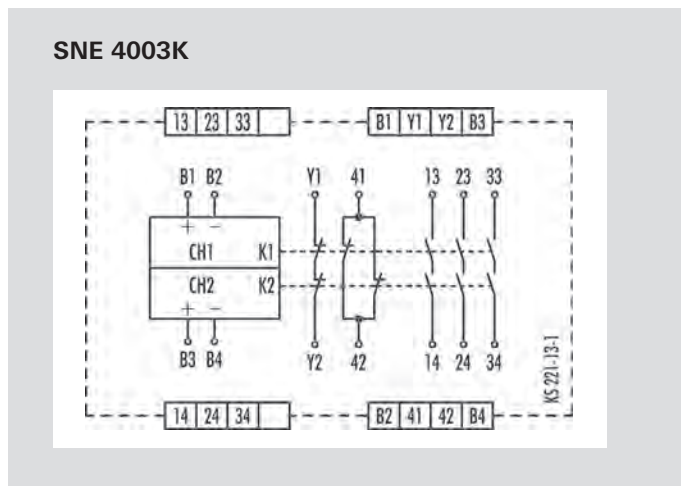 SNE 4003K
13 23 33 B1 Y1 Y2 B3
B1 B2 Y1 41 13 23 33
+ −
CH1 K1
CH2 K2
+ −
B3 B4 Y2 42 14 24 34
KS 221-13-1
14 24 34 B2 41 42 B4